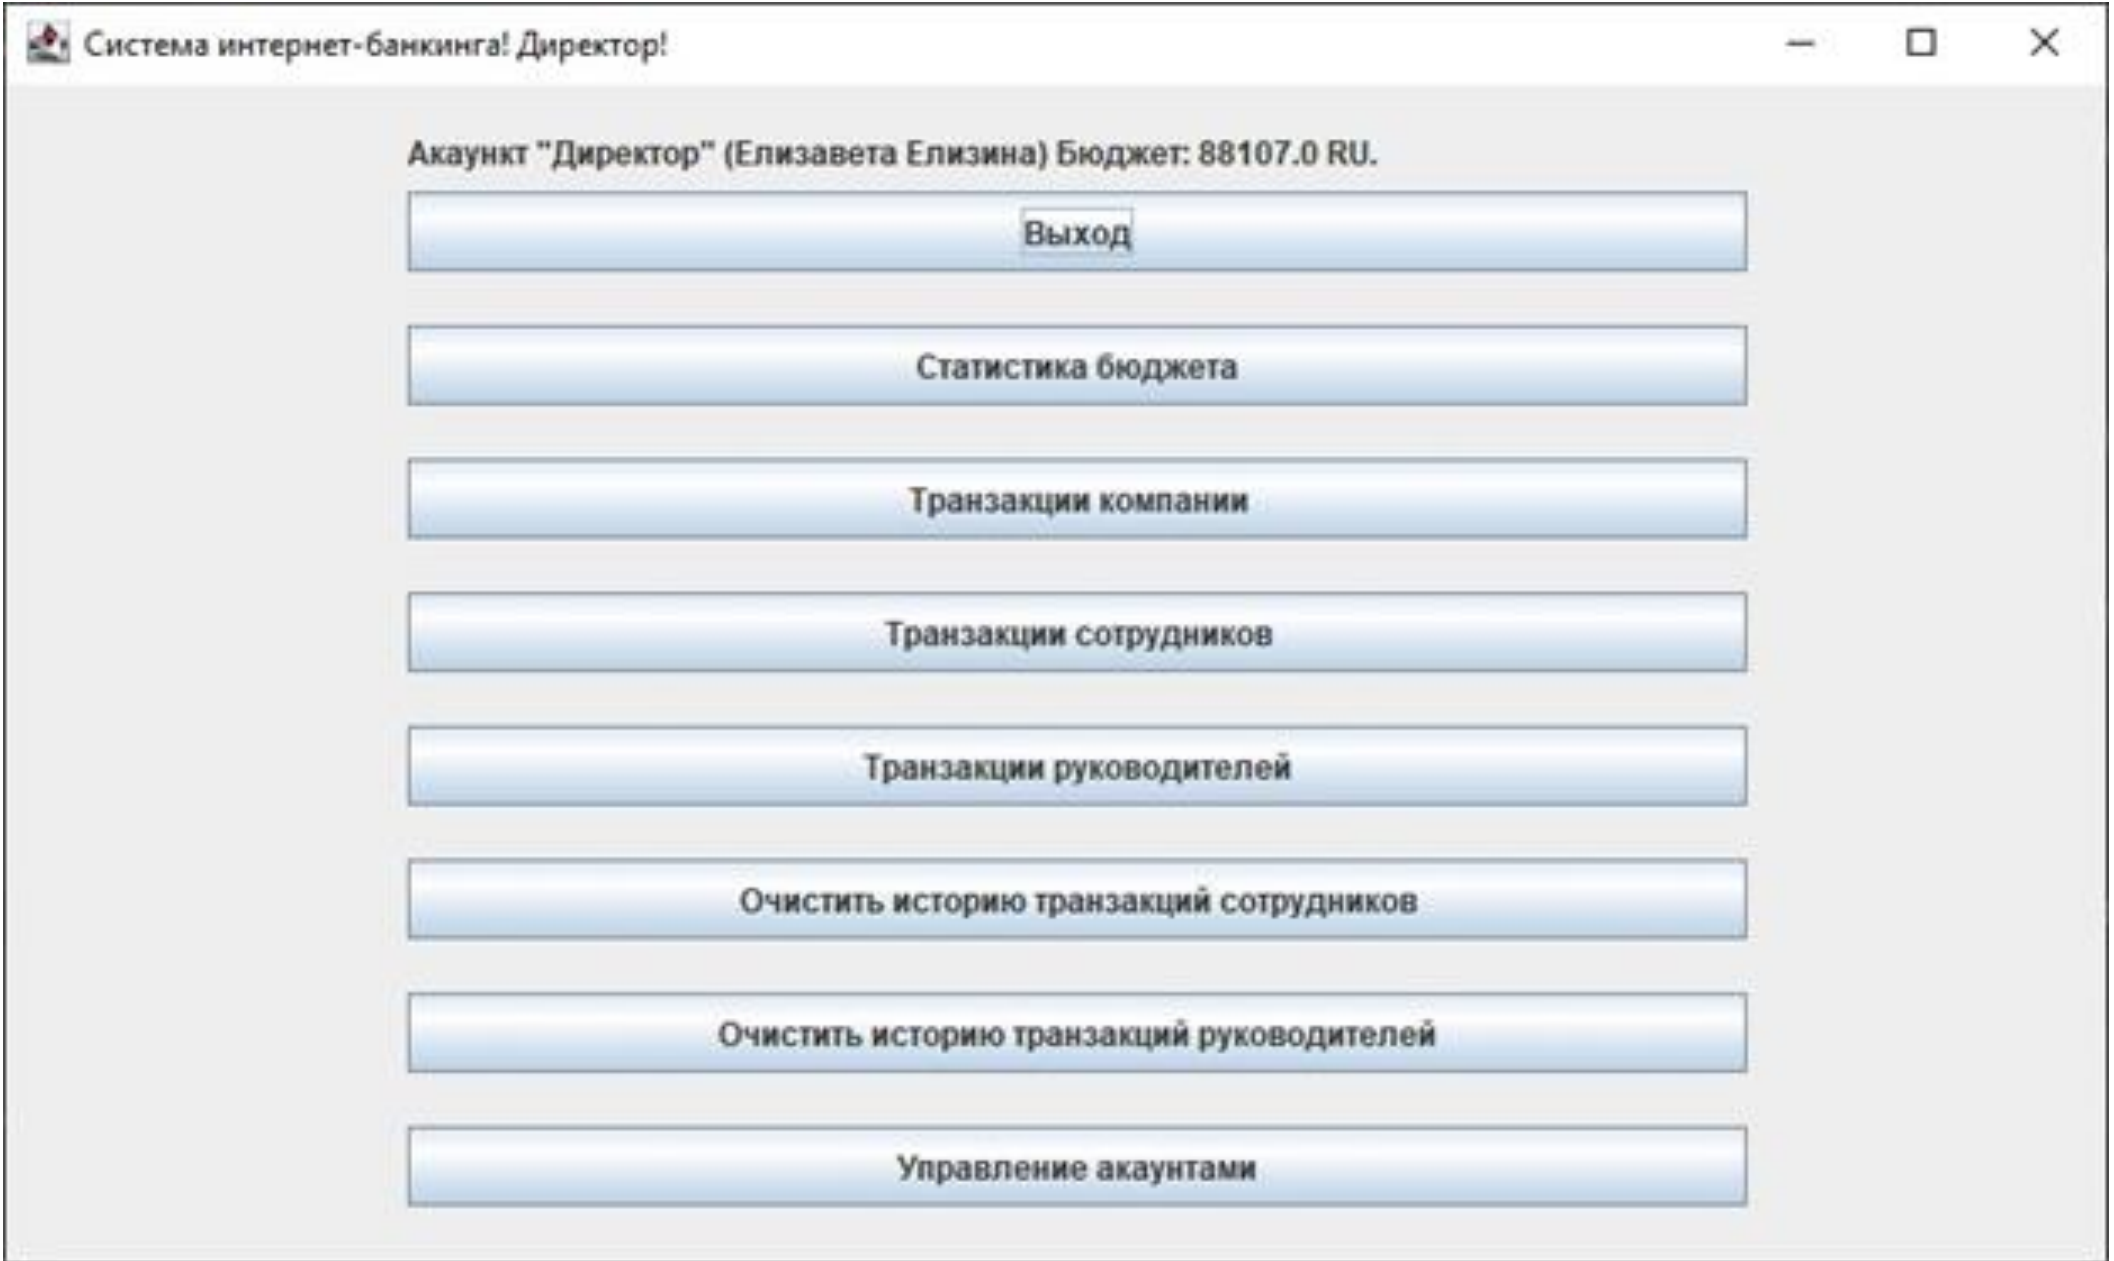 Система интернет-банкинга! Директор!
Акаункт "Директор" (Елизавета Елизина) Бюджет: 88107.0 RU.
Выход
Статистика бюджета
Транзакции компании
Транзакции сотрудников
Транзакции руководителей
Очистить историю транзакций сотрудников
Очистить историю транзакций руководителей
Управление акаунтами